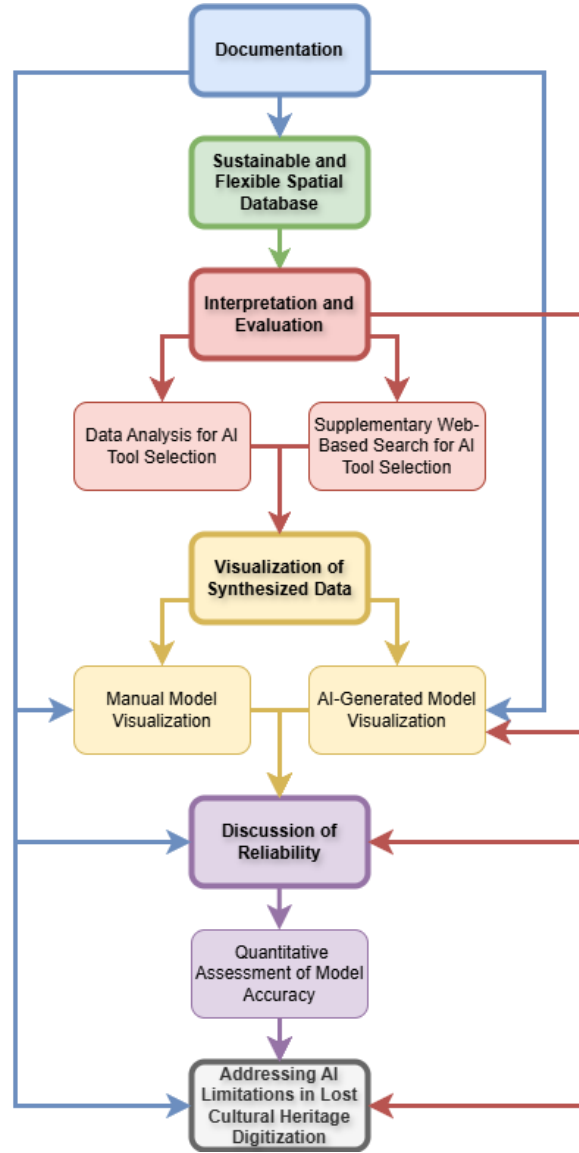 Documentation
Sustainable and
Flexible Spatial
Database
Interpretation and
Evaluation
Data Analysis for AI
Tool Selection
Supplementary Web-
Based Search for AI
Tool Selection
Visualization of
Synthesized Data
Manual Model
Visualization
AI-Generated Model
Visualization
Discussion of
Reliability
Quantitative
Assessment of Model
Accuracy
Addressing AI
Limitations in Lost
Cultural Heritage
Digitization